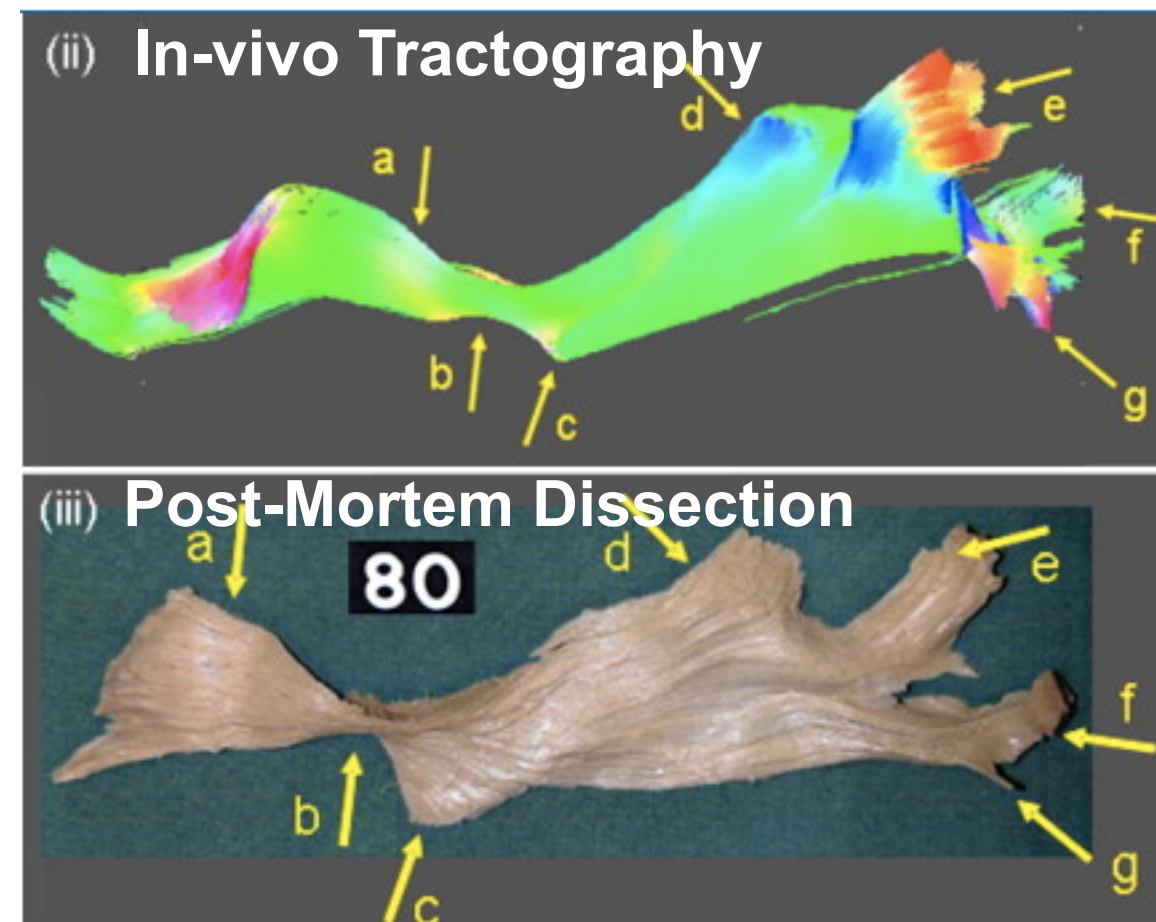 (ii) In-vivo Tractography
d
e
a
f
b
c
g
(iii) Post-Mortem Dissection
a
80
d
e
f
b
g
c